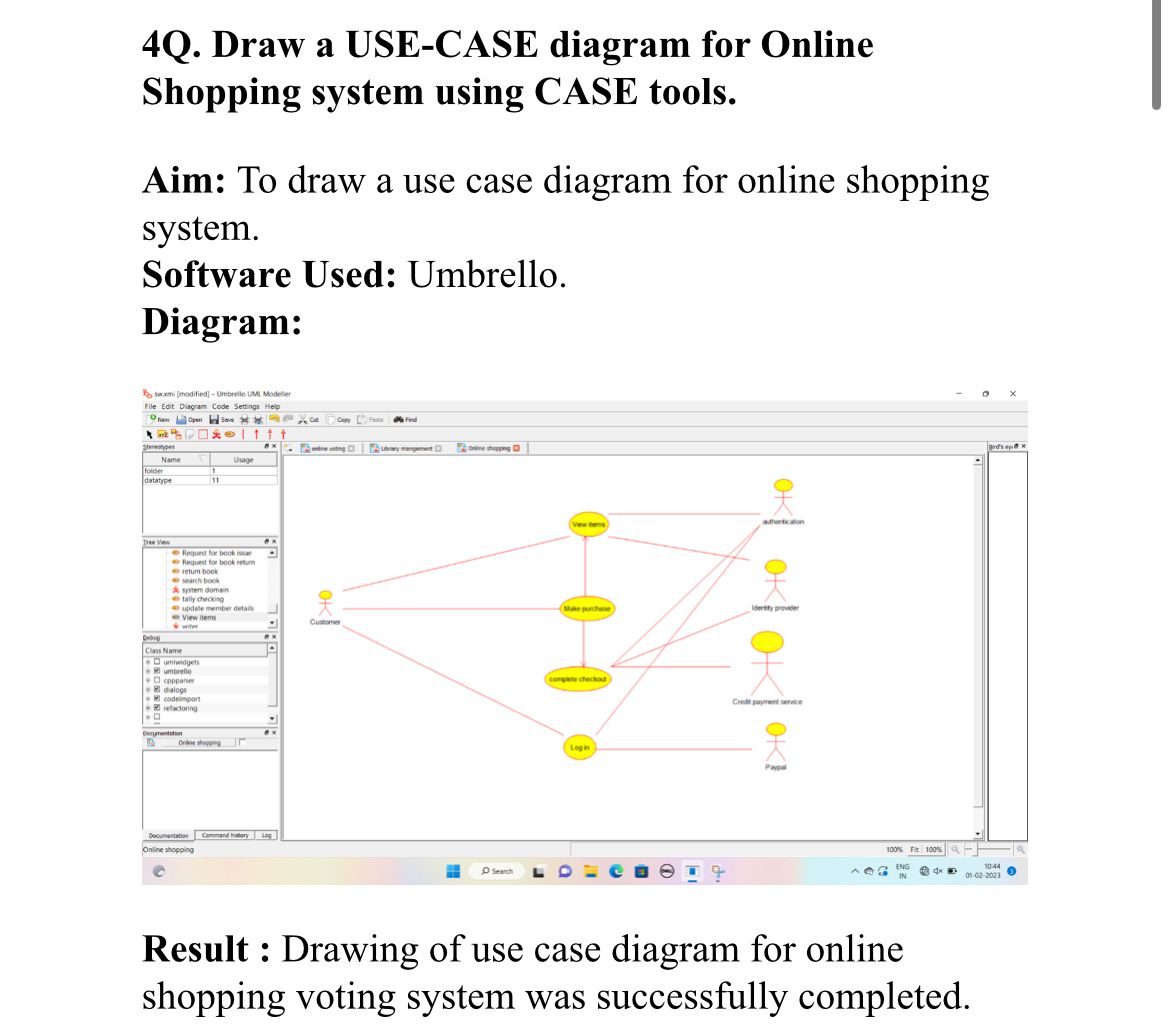 4Q. Draw a USE-CASE diagram for Online
Shopping system using CASE tools.
Aim: To draw a use case diagram for online shopping
system.
Software Used: Umbrello.
Diagram:
sw.xmi [modified] - Umbrello UML Modeller
File Edit Diagram Code Settings Help
New Open Save Cut Copy Paste Find
Stereotypes
online voting Library mangement Online shopping
Bird's eye
Name Usage
folder 1
datatype 11
Tree View
Request for book issue
Request for book return
return book
search book
system domain
tally checking
update member details
View items
voter
Debug
Class Name
umlwidgets
umbrello
cppparser
dialogs
codeimport
refactoring
Documentation
Online shopping
Documentation Command history Log
View items
authentication
Identity provider
Customer
Make purchase
complete checkout
Credit payment service
Log in
Paypal
Online shopping
100% Fit 100%
Search
DELL
ENG
IN
10:44
01-02-2023
3
Result : Drawing of use case diagram for online
shopping voting system was successfully completed.